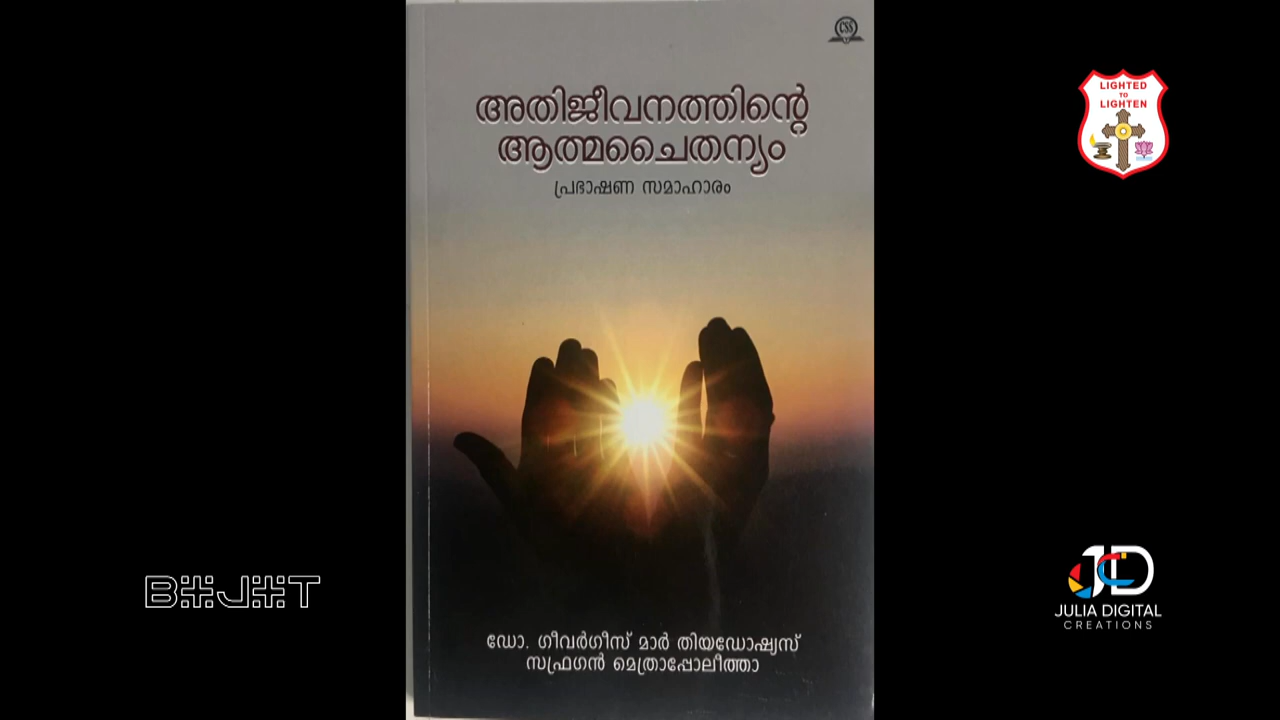 CSS
അതിജീവനത്തിന്റെ
ആത്മചൈതന്യം
പ്രഭാഷണ സമാഹാരം
ഡോ. ഗീവർഗീസ് മാർ തിയഡോഷ്യസ്
സഫ്രഗൻ മെത്രാപ്പോലീത്താ
LIGHTED
TO
LIGHTEN
JD
JULIA DIGITAL
CREATIONS